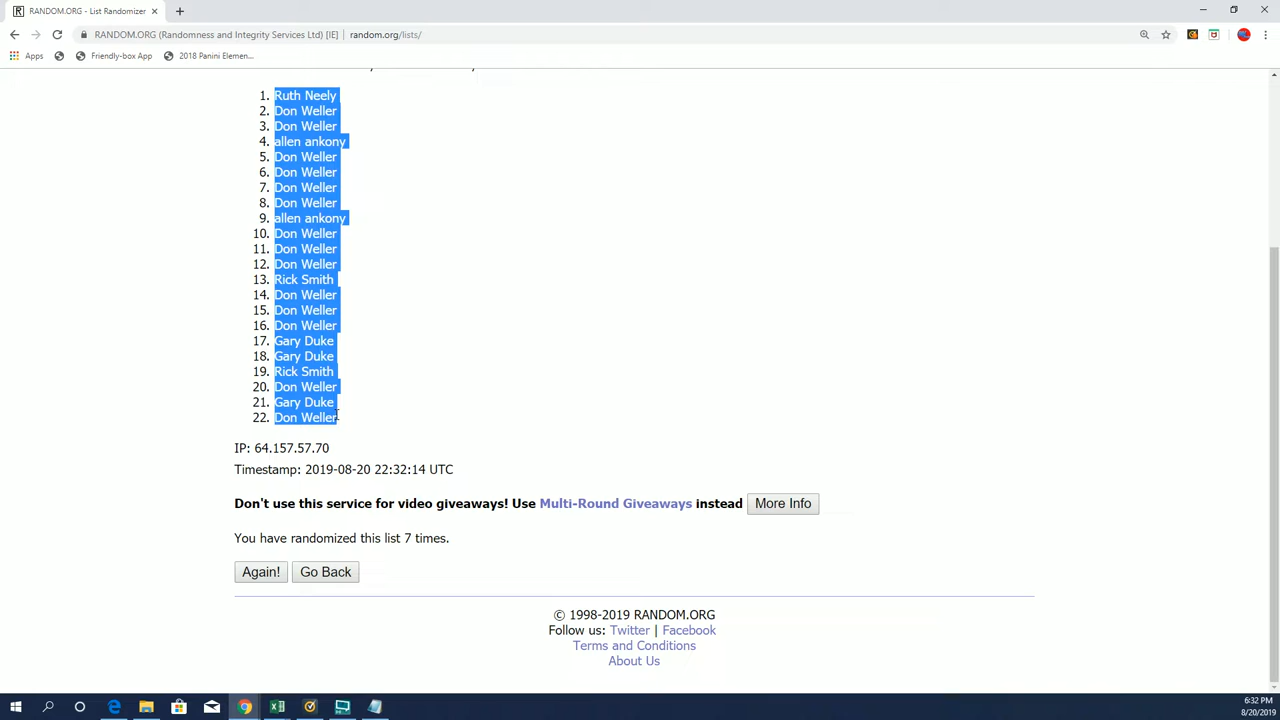 RANDOM.ORG - List Randomizer
RANDOM.ORG (Randomness and Integrity Services Ltd) [IE] | random.org/lists/
Apps
Friendly-box App
2018 Panini Elemen...
1. Ruth Neely
2. Don Weller
3. Don Weller
4. allen ankony
5. Don Weller
6. Don Weller
7. Don Weller
8. Don Weller
9. allen ankony
10. Don Weller
11. Don Weller
12. Don Weller
13. Rick Smith
14. Don Weller
15. Don Weller
16. Don Weller
17. Gary Duke
18. Gary Duke
19. Rick Smith
20. Don Weller
21. Gary Duke
22. Don Weller
IP: 64.157.57.70
Timestamp: 2019-08-20 22:32:14 UTC
Don't use this service for video giveaways! Use Multi-Round Giveaways instead More Info
You have randomized this list 7 times.
Again! Go Back
© 1998-2019 RANDOM.ORG
Follow us: Twitter | Facebook
Terms and Conditions
About Us
6:32 PM
8/20/2019